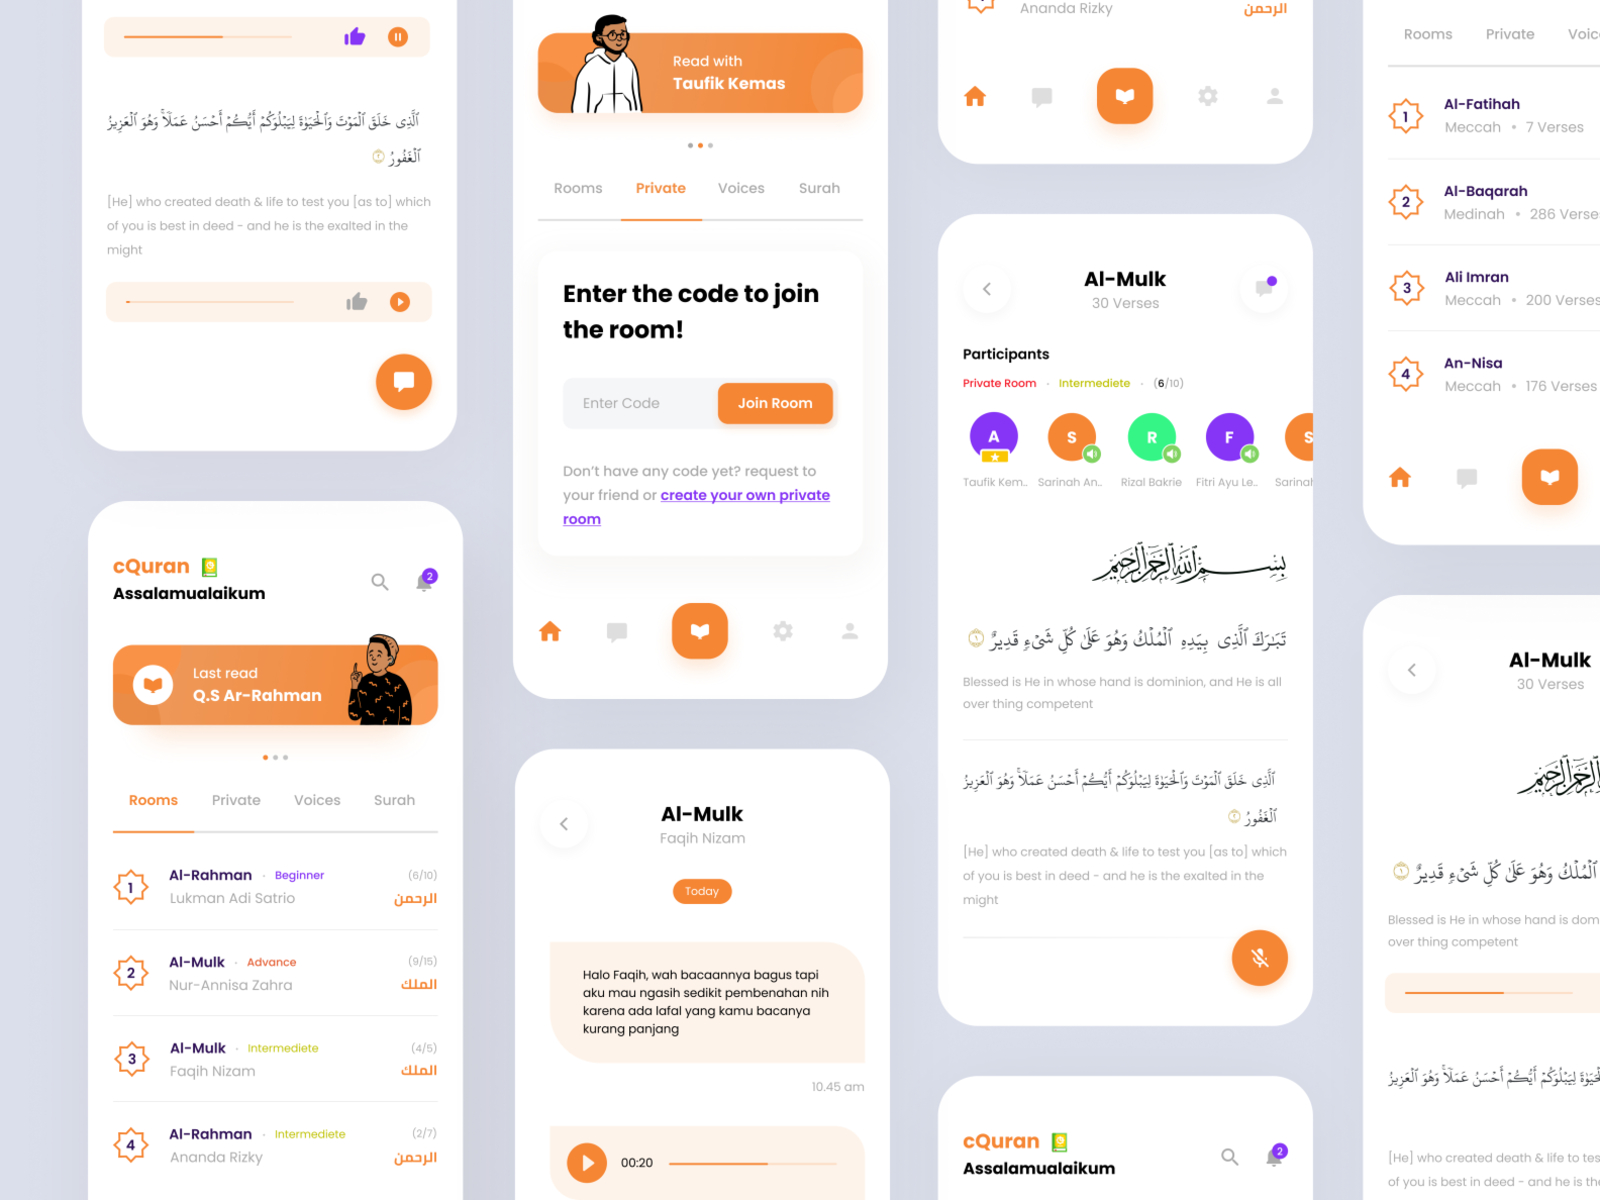 ٱلَّذِى خَلَقَ ٱلْمَوْتَ وَٱلْحَيَوٰةَ لِيَبْلُوَكُمْ أَيُّكُمْ أَحْسَنُ عَمَلًا ۚ وَهُوَ ٱلْعَزِيزُ
ٱلْغَفُورُ ٢
[He] who created death & life to test you [as to] which
of you is best in deed - and he is the exalted in the
might
cQuran
Assalamualaikum
2
Last read
Q.S Ar-Rahman
Rooms Private Voices Surah
1 Al-Rahman · Beginner (6/10)
Lukman Adi Satrio الرحمن
2 Al-Mulk · Advance (9/15)
Nur-Annisa Zahra الملك
3 Al-Mulk · Intermediete (4/5)
Faqih Nizam الملك
4 Al-Rahman · Intermediete (2/7)
Ananda Rizky الرحمن
Read with
Taufik Kemas
Rooms Private Voices Surah
Enter the code to join
the room!
Enter Code Join Room
Don't have any code yet? request to
your friend or create your own private
room
Al-Mulk
Faqih Nizam
Today
Halo Faqih, wah bacaannya bagus tapi
aku mau ngasih sedikit pembenahan nih
karena ada lafal yang kamu bacanya
kurang panjang
10.45 am
00:20
Ananda Rizky الرحمن
Al-Mulk
30 Verses
Participants
Private Room · Intermediete · (6/10)
A S R F S
Taufik Kem.. Sarinah An.. Rizal Bakrie Fitri Ayu Le.. Sarinah
بِسْمِ ٱللَّهِ ٱلرَّحْمَٰنِ ٱلرَّحِيمِ
تَبَٰرَكَ ٱلَّذِى بِيَدِهِ ٱلْمُلْكُ وَهُوَ عَلَىٰ كُلِّ شَىْءٍ قَدِيرٌ ١
Blessed is He in whose hand is dominion, and He is all
over thing competent
ٱلَّذِى خَلَقَ ٱلْمَوْتَ وَٱلْحَيَوٰةَ لِيَبْلُوَكُمْ أَيُّكُمْ أَحْسَنُ عَمَلًا ۚ وَهُوَ ٱلْعَزِيزُ
ٱلْغَفُورُ ٢
[He] who created death & life to test you [as to] which
of you is best in deed - and he is the exalted in the
might
cQuran
Assalamualaikum
2
Rooms Private Voic
1 Al-Fatihah
Meccah • 7 Verses
2 Al-Baqarah
Medinah • 286 Verse
3 Ali Imran
Meccah • 200 Verses
4 An-Nisa
Meccah • 176 Verses
Al-Mulk
30 Verses
ٱلْمُلْكُ وَهُوَ عَلَىٰ كُلِّ شَىْءٍ قَدِيرٌ ١
Blessed is He in whose hand is dom
over thing competent
لِيَبْلُوَكُمْ أَيُّكُمْ أَحْسَنُ عَمَلًا ۚ وَهُوَ ٱلْعَزِيزُ
[He] who created death & life to tes
of you is best in deed - and he is the